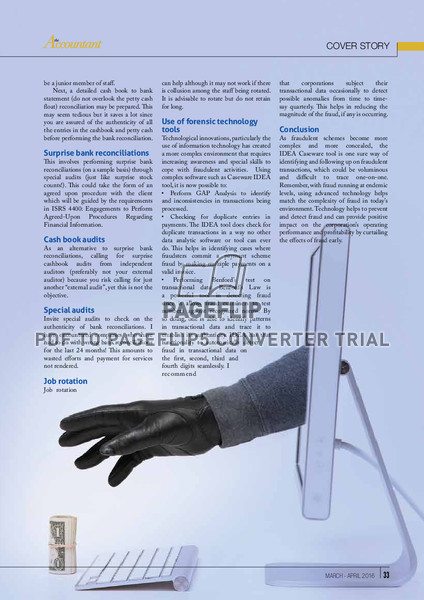 the
Accountant
COVER STORY
be a junior member of staff.
Next, a detailed cash book to bank
statement (do not overlook the petty cash
float) reconciliation may be prepared. This
may seem tedious but it saves a lot since
you are assured of the authenticity of all
the entries in the cashbook and petty cash
before performing the bank reconciliation.
Surprise bank reconciliations
This involves performing surprise bank
reconciliations (on a sample basis) through
special audits (just like surprise stock
counts!). This could take the form of an
agreed upon procedure with the client
which will be guided by the requirements
in ISRS 4400: Engagements to Perform
Agreed-Upon Procedures Regarding
Financial Information.
Cash book audits
As an alternative to surprise bank
reconciliations, calling for surprise
cashbook audits from independent
auditors (preferably not your external
auditor) because you risk calling for just
another "external audit", yet this is not the
objective.
Special audits
Invite special audits to check on the
authenticity of bank reconciliations. I
for the last 24 months! This amounts to
wasted efforts and payment for services
not rendered.
Job rotation
Job rotation
can help although it may not work if there
is collusion among the staff being rotated.
It is advisable to rotate but do not retain
for long.
Use of forensic technology
tools
Technological innovations, particularly the
use of information technology has created
a more complex environment that requires
increasing awareness and special skills to
cope with fraudulent activities. Using
complex software such as Caseware IDEA
tool, it is now possible to:
• Perform GAP Analysis to identify
and inconsistencies in transactions being
processed.
• Checking for duplicate entries in
payments. The IDEA tool does check for
duplicate transactions in a way no other
data analytic software or tool can ever
do. This helps in identifying cases where
fraudsters commit a payment scheme
fraud by making multiple payments on a
valid invoice.
• Performing Benford's test on
transactional data. Benford's Law is
a powerful tool in detecting fraud
so doing, one is able to identify patterns
in transactional data and trace it to
fraud in transactional data on
the first, second, third and
fourth digits seamlessly. I
recommend
that corporations subject their
transactional data occasionally to detect
possible anomalies from time to time-
say quarterly. This helps in reducing the
magnitude of the fraud, if any is occurring.
Conclusion
As fraudulent schemes become more
complex and more concealed, the
IDEA Caseware tool is one sure way of
identifying and following up on fraudulent
transactions, which could be voluminous
and difficult to trace one-on-one.
Remember, with fraud running at endemic
levels, using advanced technology helps
match the complexity of fraud in today's
environment. Technology helps to prevent
and detect fraud and can provide positive
impact on the corporation's operating
performance and profitability by curtailing
the effects of fraud early.
PAGEFLIP
PDF TO PAGEFLIP5 CONVERTER TRIAL
MARCH - APRIL 2016 33